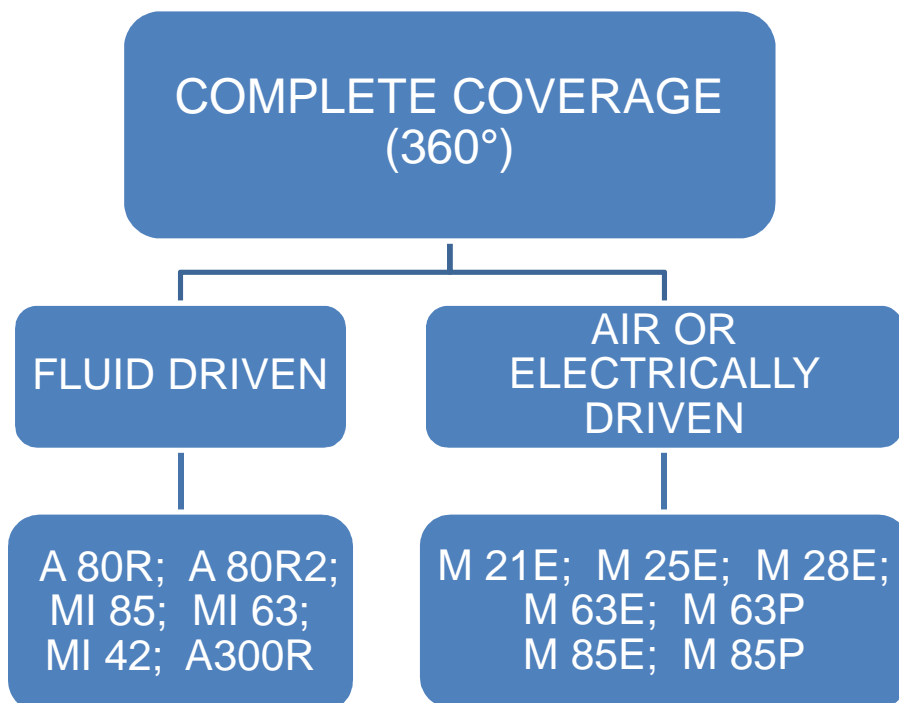 COMPLETE COVERAGE
(360°)
FLUID DRIVEN
AIR OR
ELECTRICALLY
DRIVEN
A 80R; A 80R2;
MI 85; MI 63;
MI 42; A300R
M 21E; M 25E; M 28E;
M 63E; M 63P
M 85E; M 85P